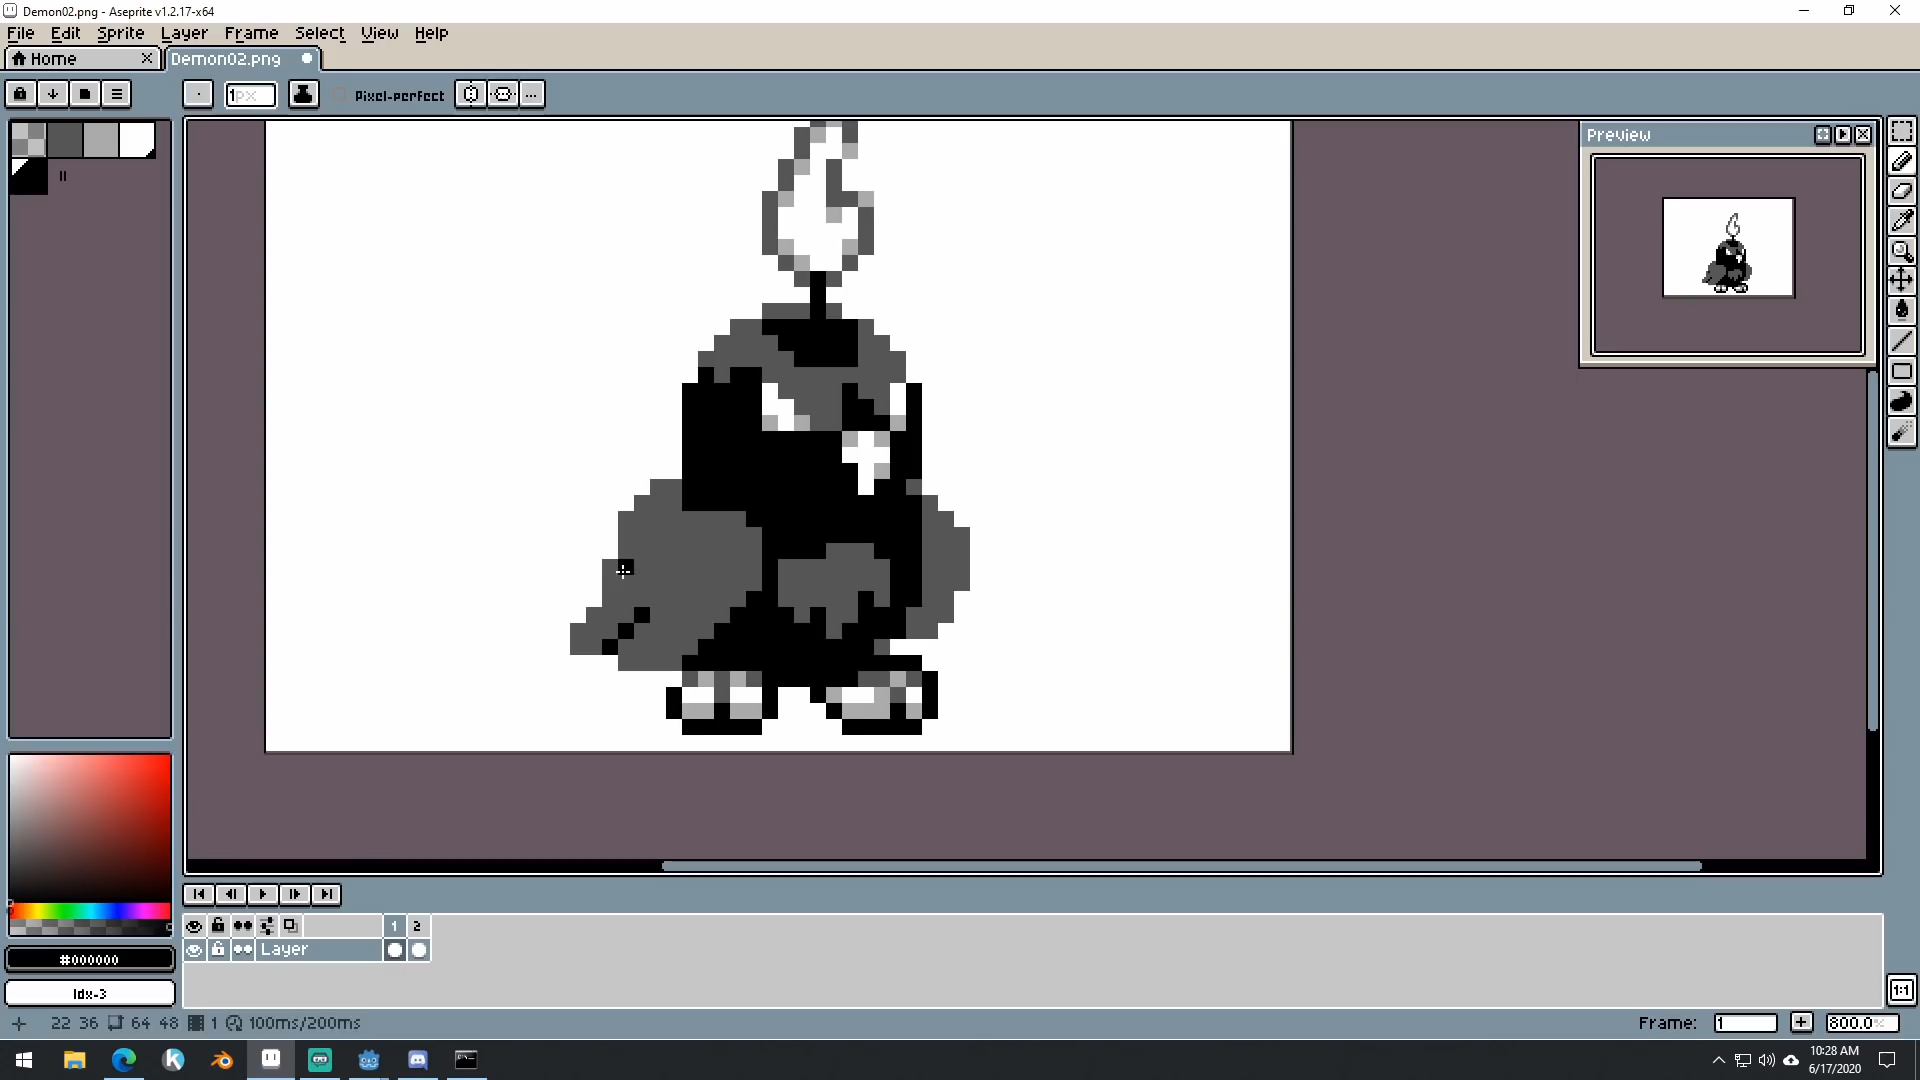 Demon02.png - Aseprite v1.2.17-x64
File Edit Sprite Layer Frame Select View Help
Home
Demon02.png
1px
Pixel-perfect
Preview
1 2
Layer
#000000
Idx-3
22 36 64 48 1 100ms/200ms
Frame: 1
800.0%
1:1
10:28 AM
6/17/2020